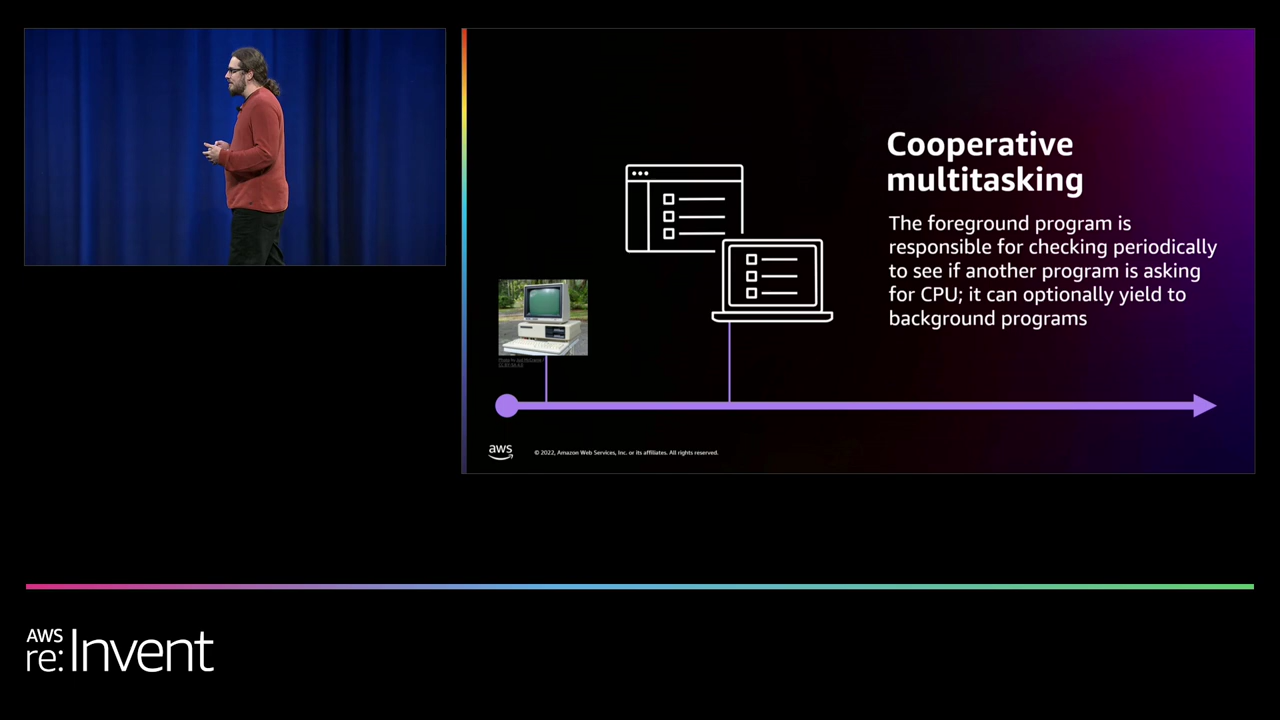 Cooperative
multitasking
The foreground program is
responsible for checking periodically
to see if another program is asking
for CPU; it can optionally yield to
background programs
aws
© 2022, Amazon Web Services, Inc. or its affiliates. All rights reserved.
AWS
re:Invent